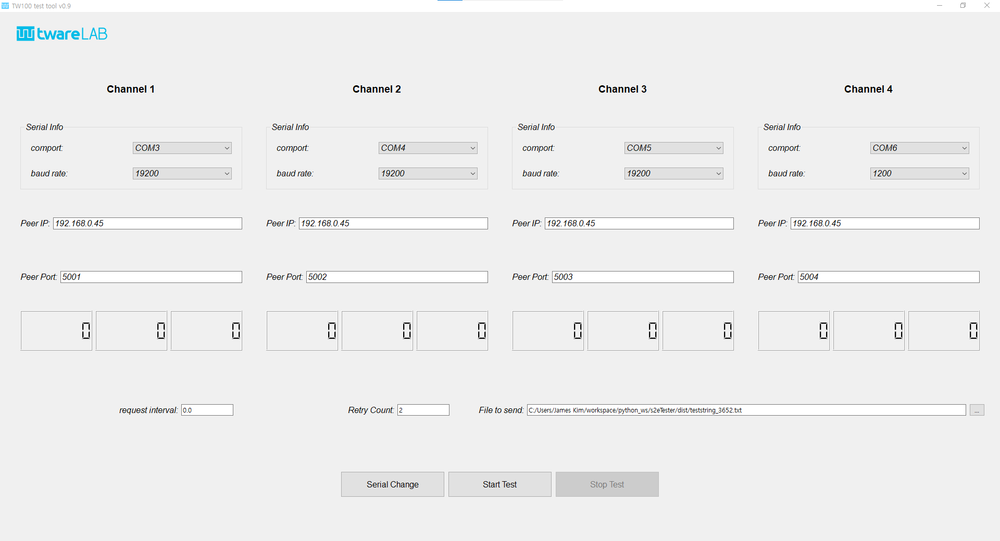 TW100 test tool v0.9
twareLAB
Channel 1 Channel 2 Channel 3 Channel 4
Serial Info Serial Info Serial Info Serial Info
comport: COM3 comport: COM4 comport: COM5 comport: COM6
baud rate: 19200 baud rate: 19200 baud rate: 19200 baud rate: 1200
Peer IP: 192.168.0.45 Peer IP: 192.168.0.45 Peer IP: 192.168.0.45 Peer IP: 192.168.0.45
Peer Port: 5001 Peer Port: 5002 Peer Port: 5003 Peer Port: 5004
0 0 0 0 0 0 0 0 0 0 0 0
request interval: 0.0 Retry Count: 2 File to send: C:/Users/James Kim/workspace/python_ws/s2eTester/dist/teststring_3652.txt ...
Serial Change Start Test Stop Test